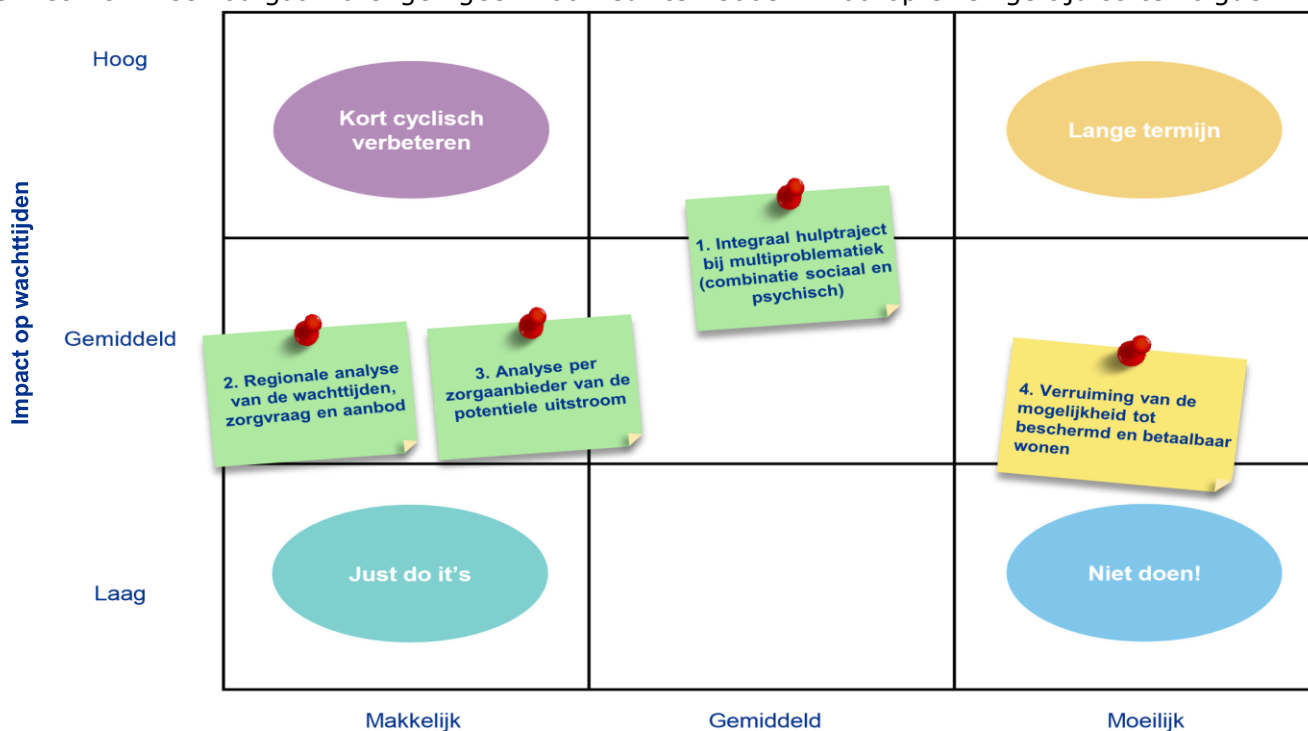 Hoog
Kort cyclisch
verbeteren
Lange termijn
Impact op wachttijden
1. Integraal hulptraject
bij multiproblematiek
(combinatie sociaal en
psychisch)
Gemiddeld
2. Regionale analyse
van de wachttijden,
zorgvraag en aanbod
3. Analyse per
zorgaanbieder van de
potentiele uitstroom
4. Verruiming van de
mogelijkheid tot
beschermd en betaalbaar
wonen
Laag
Just do it's
Niet doen!
Makkelijk
Gemiddeld
Moeilijk